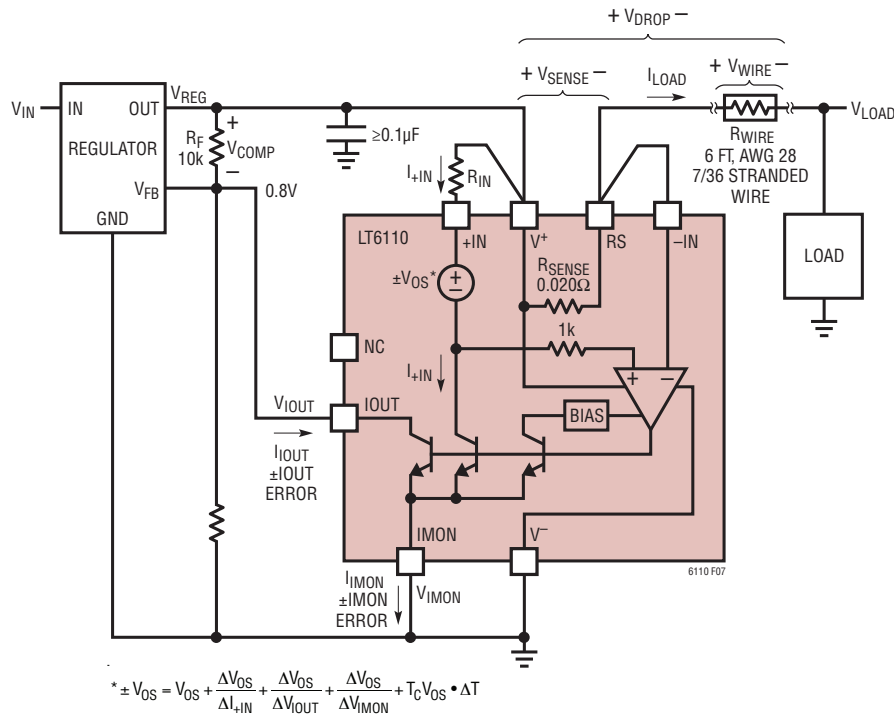 + VDROP –
+ VSENSE –
ILOAD
+ VWIRE –
VIN
IN
OUT
VREG
REGULATOR
RF
10k
+
VCOMP
–
≥0.1µF
VFB
0.8V
GND
I+IN
RIN
RWIRE
6 FT, AWG 28
7/36 STRANDED
WIRE
VLOAD
LOAD
LT6110
+IN
V+
RS
–IN
±VOS*
+
–
RSENSE
0.020Ω
1k
NC
I+IN
+
–
VIOUT
IOUT
BIAS
IIOUT
±IOUT
ERROR
IMON
V–
6110 F07
IIMON
±IMON
ERROR
VIMON
* ± VOS = VOS + ΔVOS/ΔI+IN + ΔVOS/ΔVIOUT + ΔVOS/ΔVIMON + TCVOS • ΔT